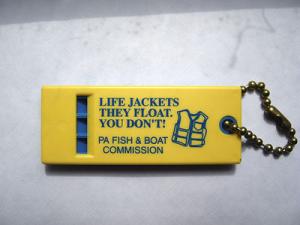 LIFE JACKETS
THEY FLOAT.
YOU DON'T!
PA FISH & BOAT
COMMISSION